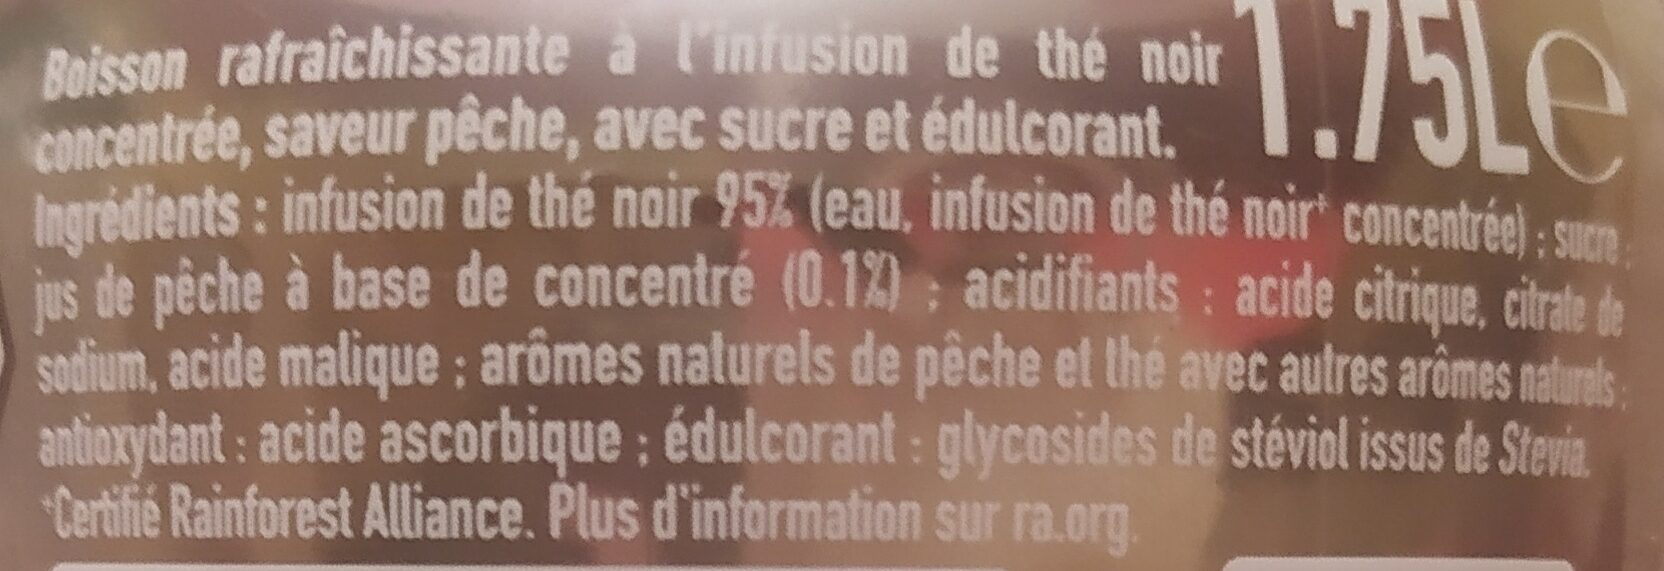 Boisson rafraîchissante à l'infusion de thé noir
concentrée, saveur pêche, avec sucre et édulcorant.
1.75L e
Ingrédients : infusion de thé noir 95% (eau, infusion de thé noir⁺ concentrée) ; sucre ;
jus de pêche à base de concentré (0.1%) ; acidifiants : acide citrique, citrate de
sodium, acide malique ; arômes naturels de pêche et thé avec autres arômes naturels ;
antioxydant : acide ascorbique ; édulcorant : glycosides de stéviol issus de Stevia.
⁺Certifié Rainforest Alliance. Plus d'information sur ra.org.